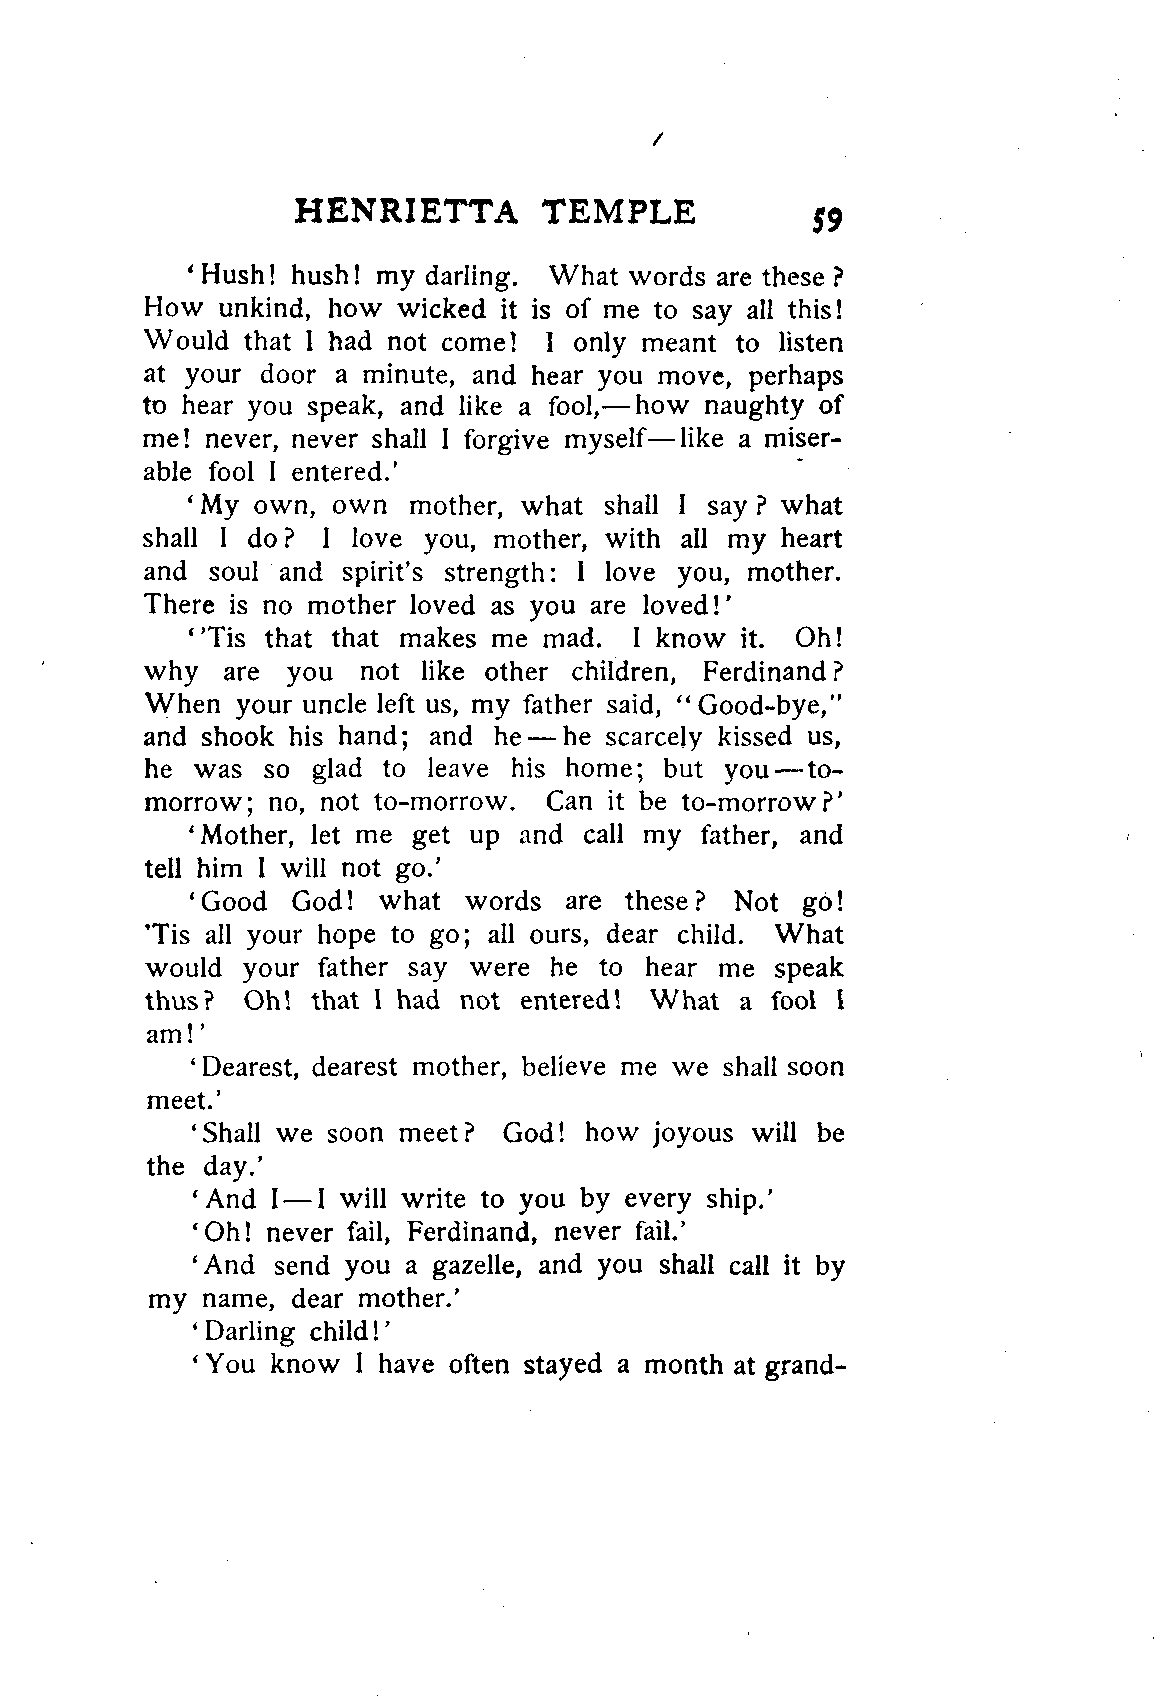 HENRIETTA TEMPLE 59
‘Hush! hush! my darling. What words are these?
How unkind, how wicked it is of me to say all this!
Would that I had not come! I only meant to listen
at your door a minute, and hear you move, perhaps
to hear you speak, and like a fool,—how naughty of
me! never, never shall I forgive myself—like a miser-
able fool I entered.’
‘My own, own mother, what shall I say? what
shall I do? I love you, mother, with all my heart
and soul and spirit’s strength: I love you, mother.
There is no mother loved as you are loved!’
‘’Tis that that makes me mad. I know it. Oh!
why are you not like other children, Ferdinand?
When your uncle left us, my father said, “Good-bye,”
and shook his hand; and he—he scarcely kissed us,
he was so glad to leave his home; but you—to-
morrow; no, not to-morrow. Can it be to-morrow?’
‘Mother, let me get up and call my father, and
tell him I will not go.’
‘Good God! what words are these? Not go!
’Tis all your hope to go; all ours, dear child. What
would your father say were he to hear me speak
thus? Oh! that I had not entered! What a fool I
am!’
‘Dearest, dearest mother, believe me we shall soon
meet.’
‘Shall we soon meet? God! how joyous will be
the day.’
‘And I—I will write to you by every ship.’
‘Oh! never fail, Ferdinand, never fail.’
‘And send you a gazelle, and you shall call it by
my name, dear mother.’
‘Darling child!’
‘You know I have often stayed a month at grand-